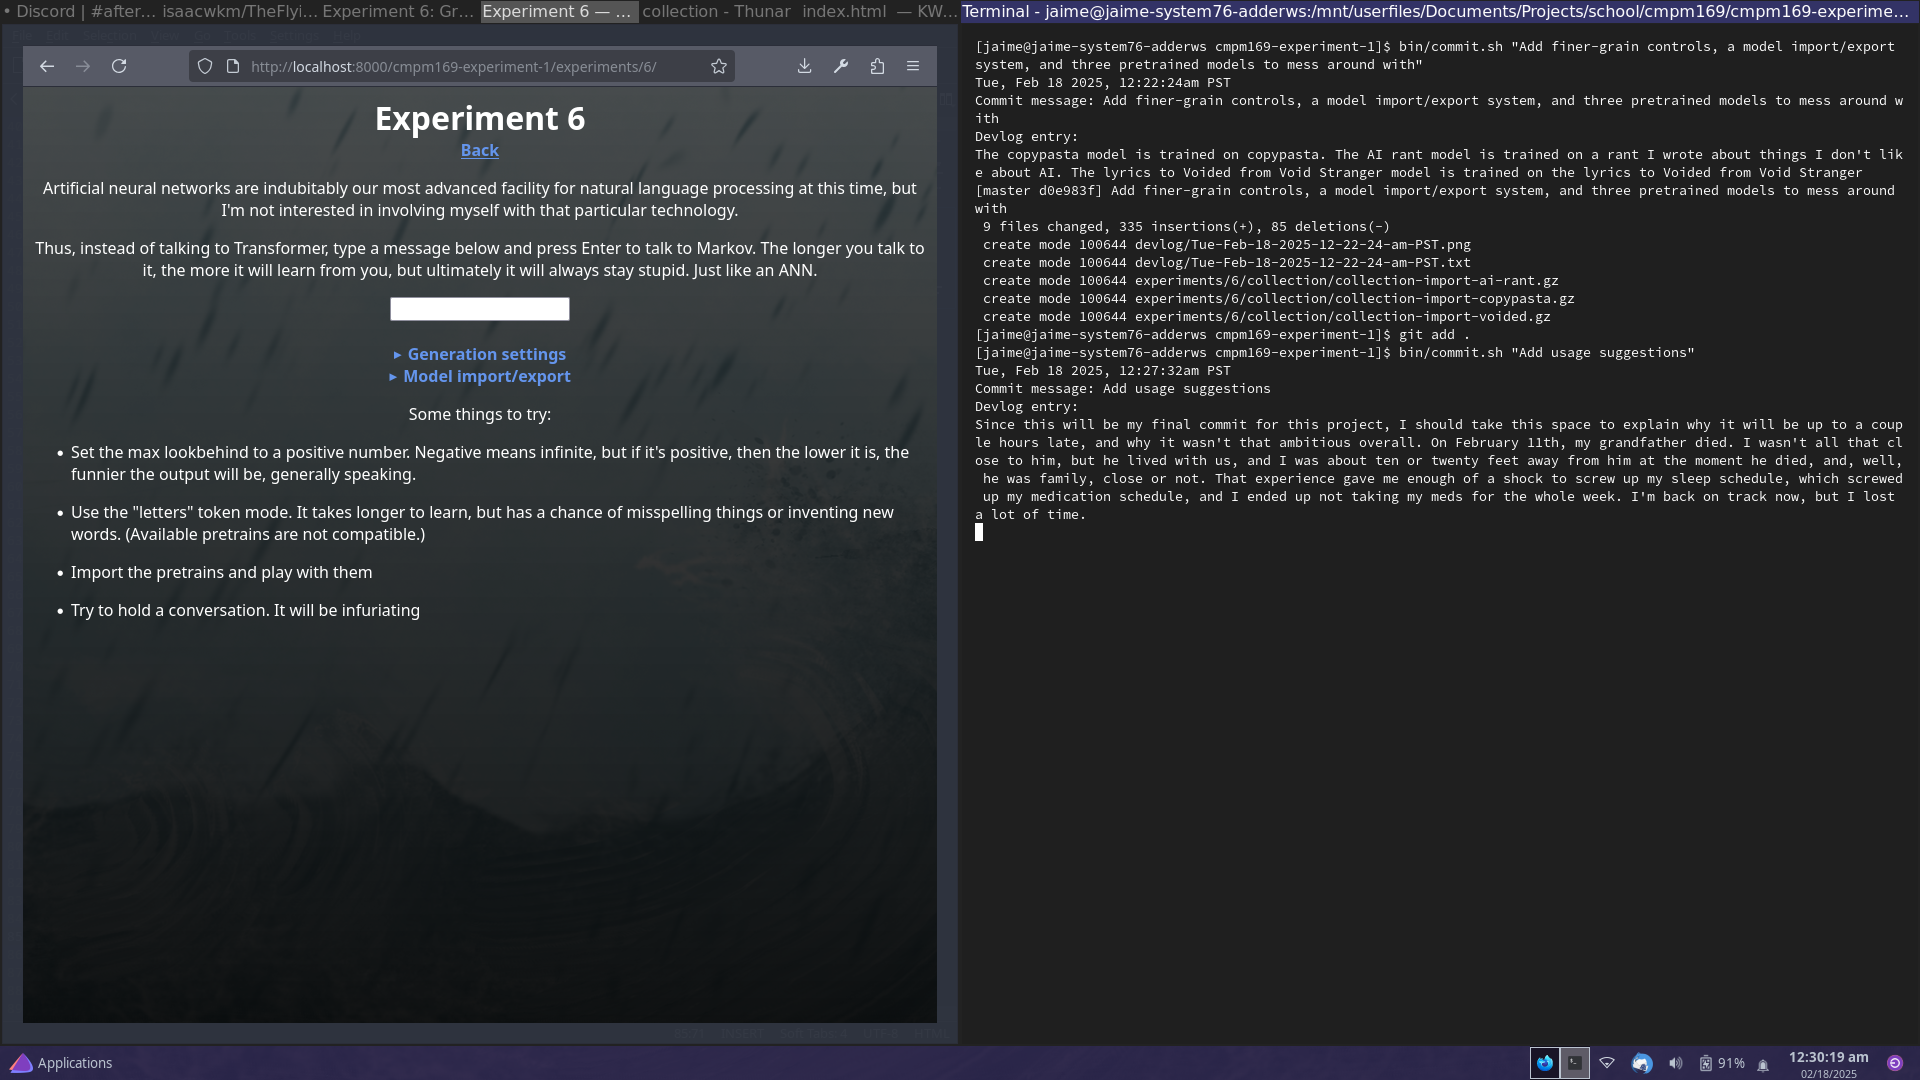 • Discord | #after… isaacwkm/TheFlyi… Experiment 6: Gr… Experiment 6 — … collection - Thunar index.html — KW… Terminal - jaime@jaime-system76-adderws:/mnt/userfiles/Documents/Projects/school/cmpm169/cmpm169-experime…
http://localhost:8000/cmpm169-experiment-1/experiments/6/
Experiment 6
Back
Artificial neural networks are indubitably our most advanced facility for natural language processing at this time, but
I'm not interested in involving myself with that particular technology.
Thus, instead of talking to Transformer, type a message below and press Enter to talk to Markov. The longer you talk to
it, the more it will learn from you, but ultimately it will always stay stupid. Just like an ANN.
▸ Generation settings
▸ Model import/export
Some things to try:
• Set the max lookbehind to a positive number. Negative means infinite, but if it's positive, then the lower it is, the
funnier the output will be, generally speaking.
• Use the "letters" token mode. It takes longer to learn, but has a chance of misspelling things or inventing new
words. (Available pretrains are not compatible.)
• Import the pretrains and play with them
• Try to hold a conversation. It will be infuriating
[jaime@jaime-system76-adderws cmpm169-experiment-1]$ bin/commit.sh "Add finer-grain controls, a model import/export
system, and three pretrained models to mess around with"
Tue, Feb 18 2025, 12:22:24am PST
Commit message: Add finer-grain controls, a model import/export system, and three pretrained models to mess around w
ith
Devlog entry:
The copypasta model is trained on copypasta. The AI rant model is trained on a rant I wrote about things I don't lik
e about AI. The lyrics to Voided from Void Stranger model is trained on the lyrics to Voided from Void Stranger
[master d0e983f] Add finer-grain controls, a model import/export system, and three pretrained models to mess around
with
9 files changed, 335 insertions(+), 85 deletions(-)
create mode 100644 devlog/Tue-Feb-18-2025-12-22-24-am-PST.png
create mode 100644 devlog/Tue-Feb-18-2025-12-22-24-am-PST.txt
create mode 100644 experiments/6/collection/collection-import-ai-rant.gz
create mode 100644 experiments/6/collection/collection-import-copypasta.gz
create mode 100644 experiments/6/collection/collection-import-voided.gz
[jaime@jaime-system76-adderws cmpm169-experiment-1]$ git add .
[jaime@jaime-system76-adderws cmpm169-experiment-1]$ bin/commit.sh "Add usage suggestions"
Tue, Feb 18 2025, 12:27:32am PST
Commit message: Add usage suggestions
Devlog entry:
Since this will be my final commit for this project, I should take this space to explain why it will be up to a coup
le hours late, and why it wasn't that ambitious overall. On February 11th, my grandfather died. I wasn't all that cl
ose to him, but he lived with us, and I was about ten or twenty feet away from him at the moment he died, and, well,
he was family, close or not. That experience gave me enough of a shock to screw up my sleep schedule, which screwed
up my medication schedule, and I ended up not taking my meds for the whole week. I'm back on track now, but I lost
a lot of time.
Applications
91%
12:30:19 am
02/18/2025